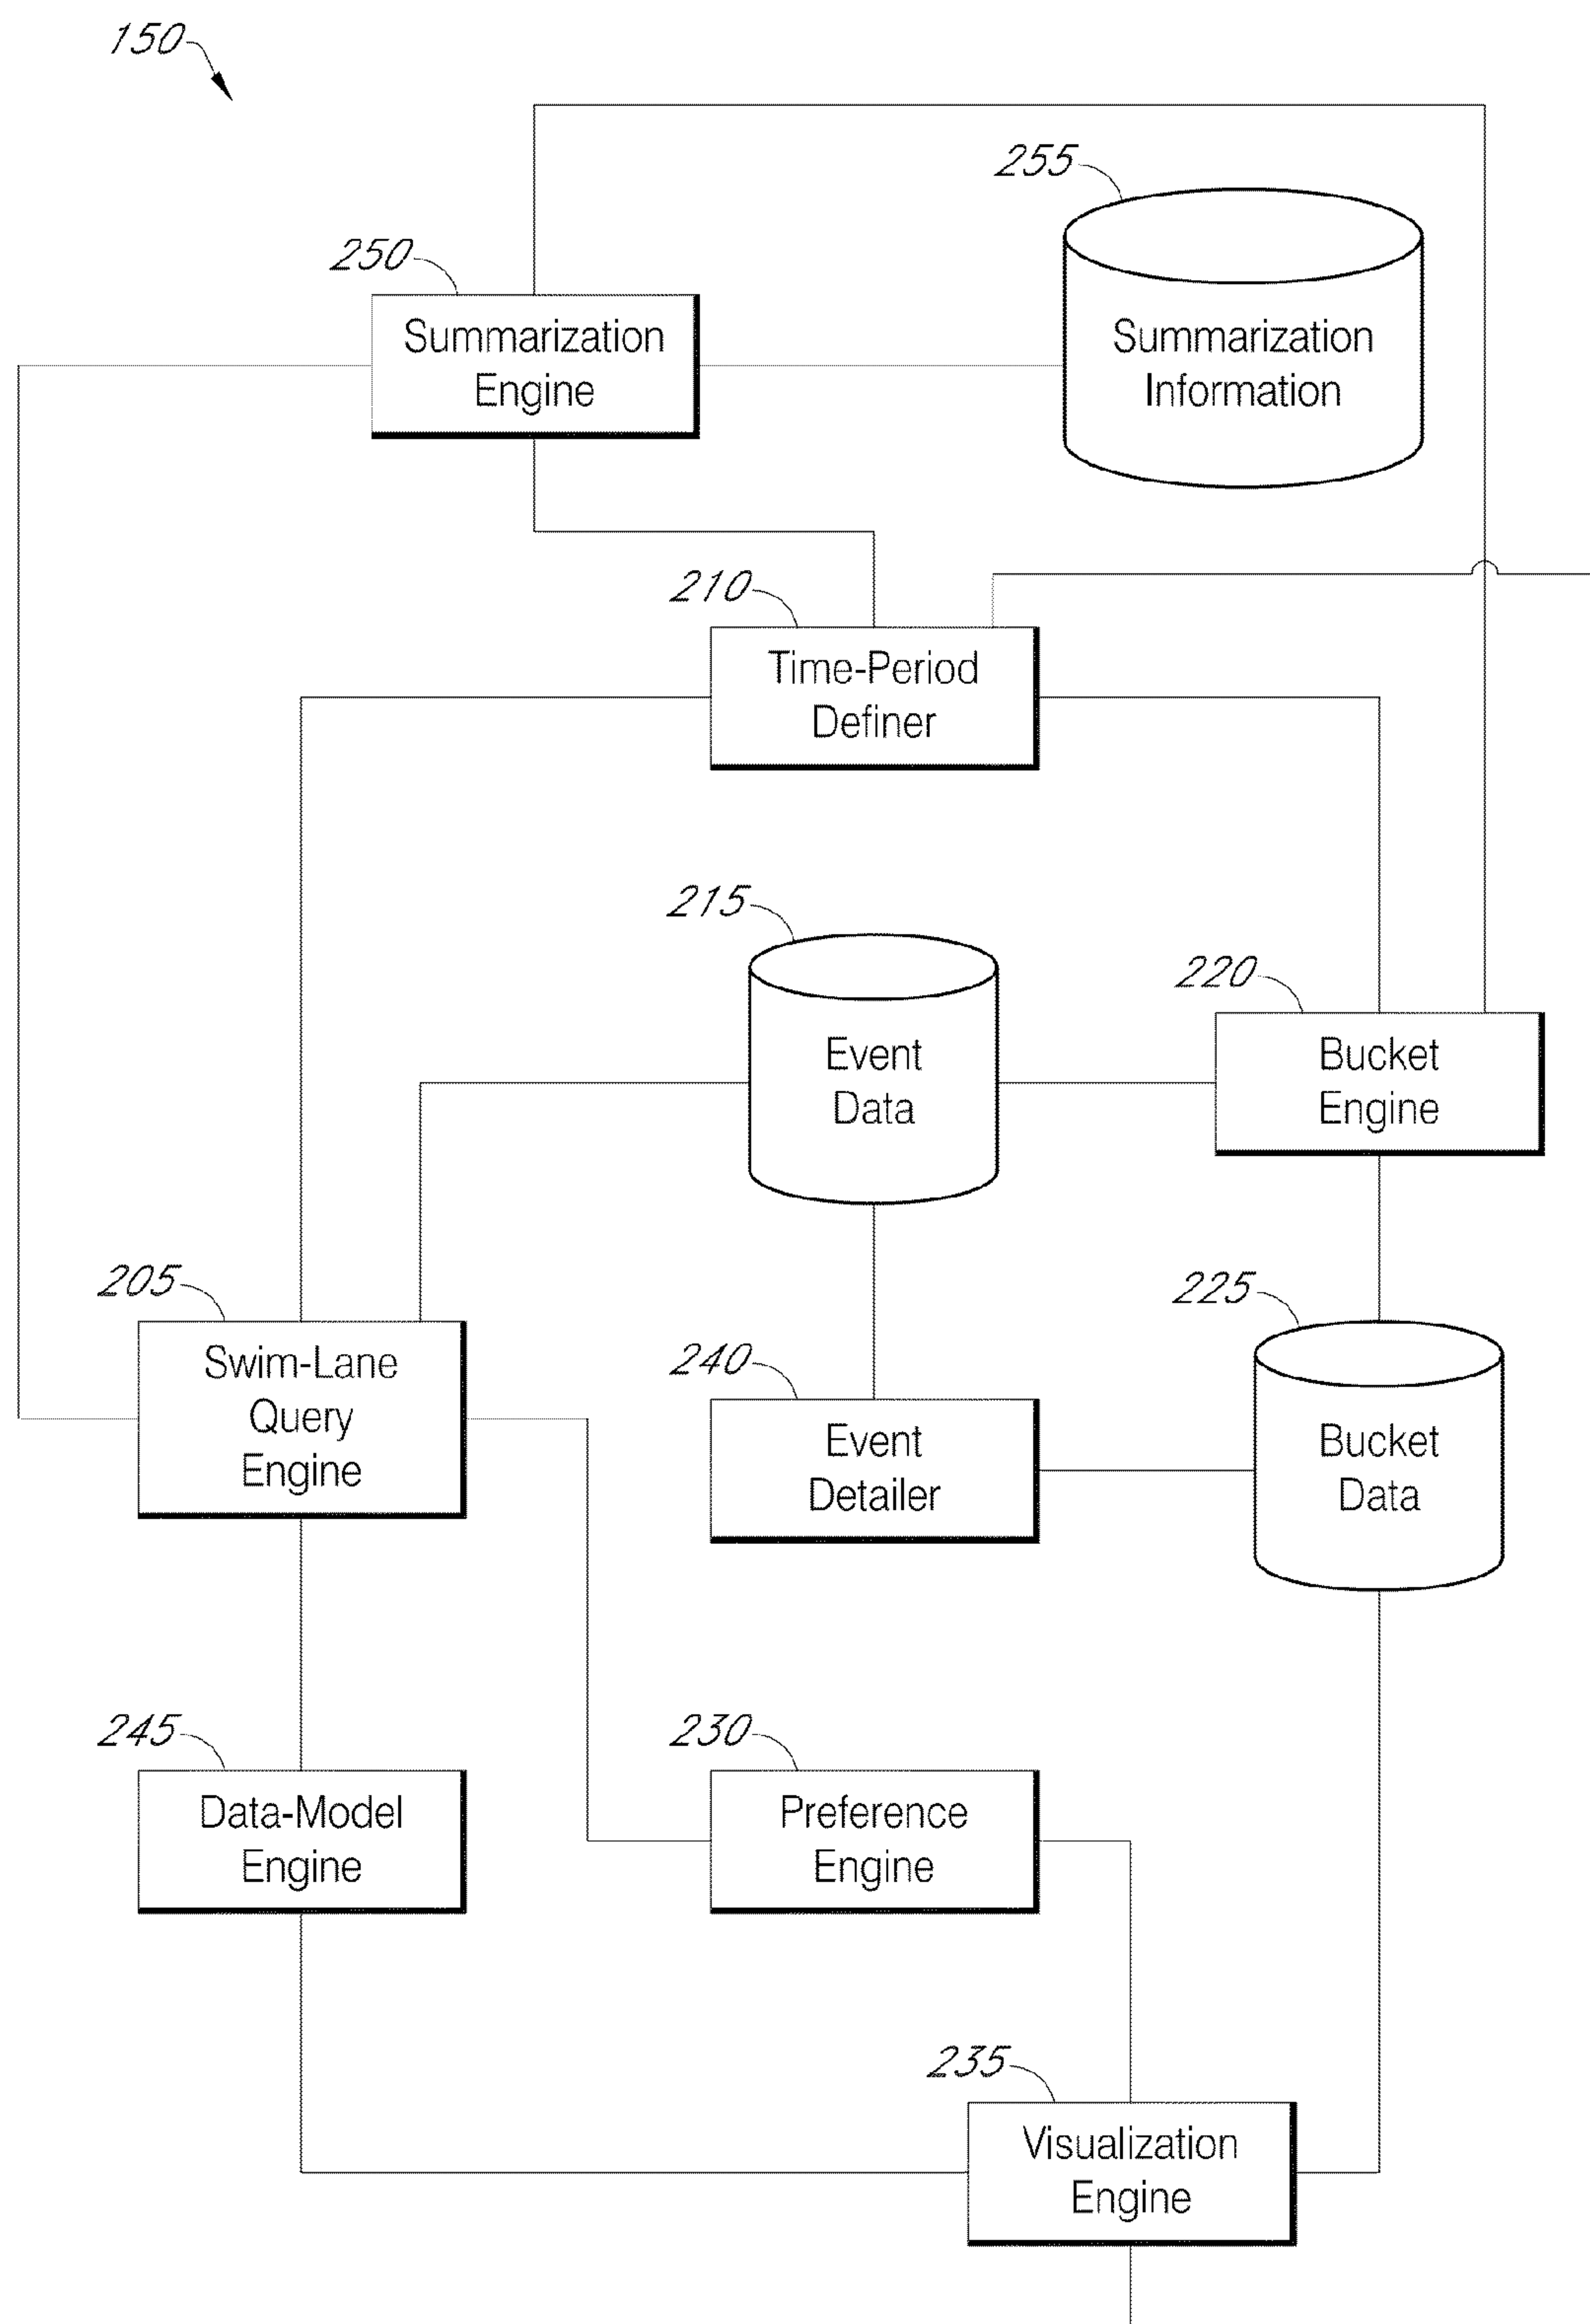 150
255
250
Summarization
Engine
Summarization
Information
210
Time-Period
Definer
215
220
Event
Data
Bucket
Engine
205
225
Swim-Lane
Query
Engine
240
Event
Detailer
Bucket
Data
245
230
Data-Model
Engine
Preference
Engine
235
Visualization
Engine